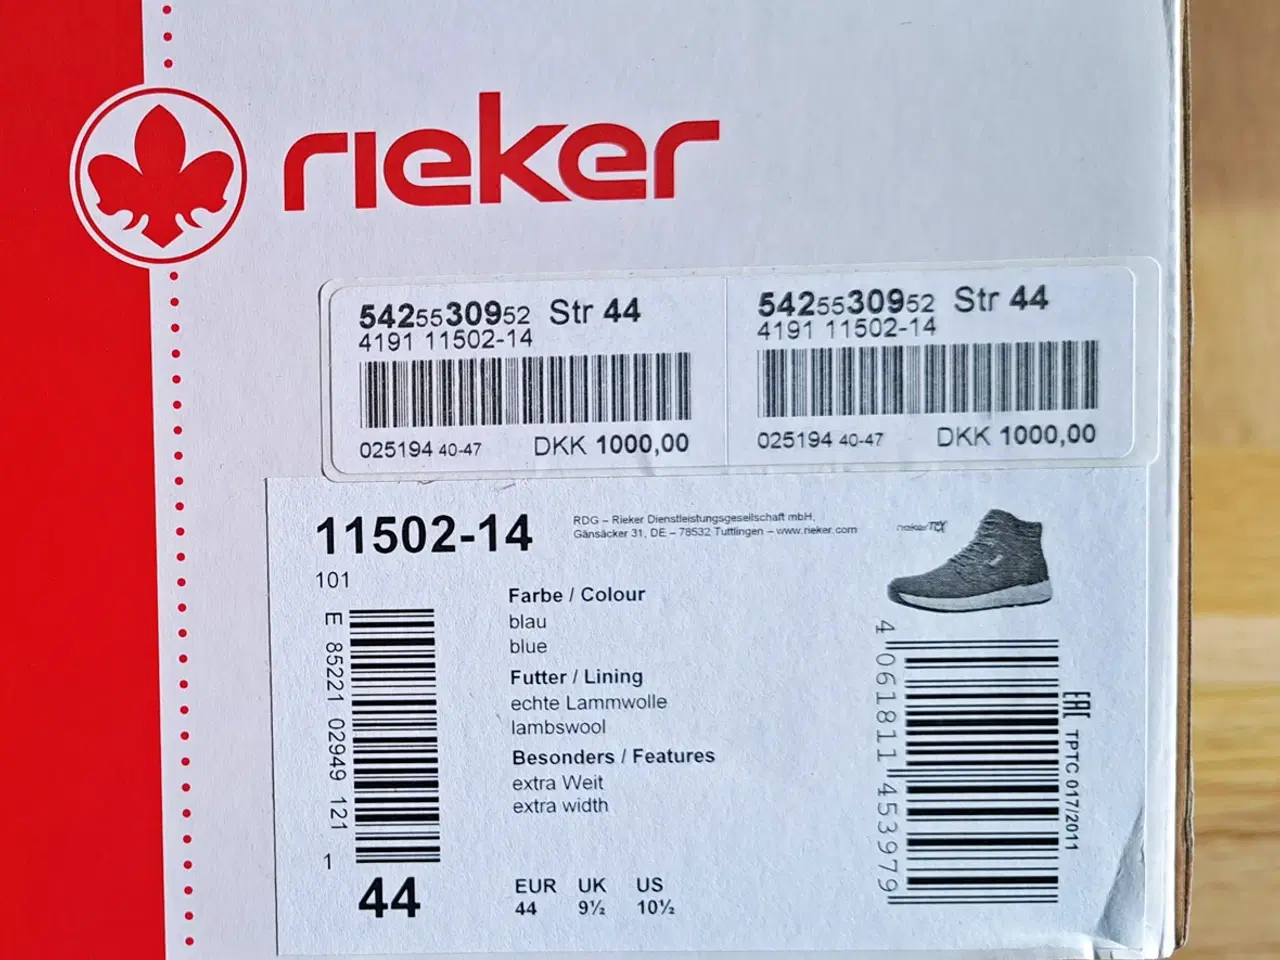 rieker
5425530952 Str 44
4191 11502-14
025194 40-47 DKK 1000,00
5425530952 Str 44
4191 11502-14
025194 40-47 DKK 1000,00
11502-14
101
RDG – Rieker Dienstleistungsgesellschaft mbH,
Gänsäcker 31, DE – 78532 Tuttlingen – www.rieker.com
riekerTEX
Farbe / Colour
blau
blue
Futter / Lining
echte Lammwolle
lambswool
Besonders / Features
extra Weit
extra width
E 85221 02949 121 1
44
EUR UK US
44 9½ 10½
4 061811 453979
EAC TPTC 017/2011